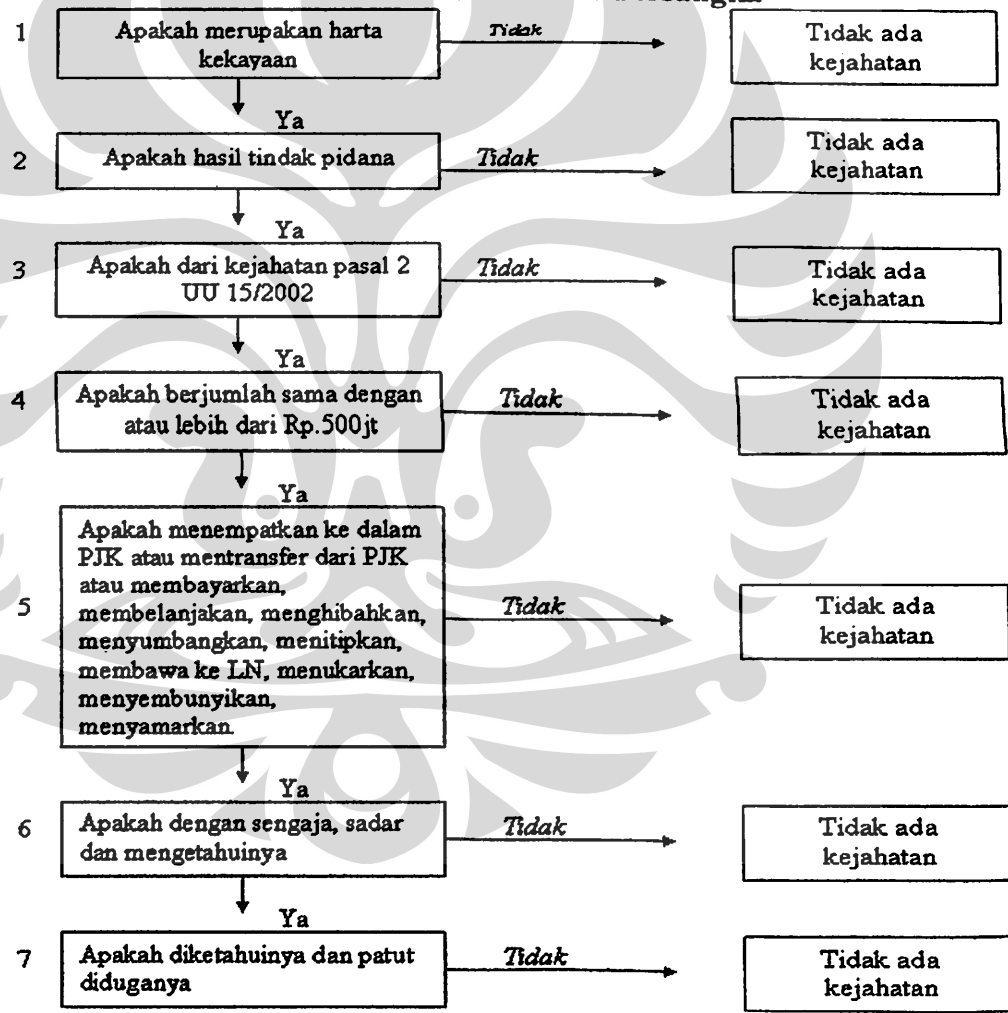 1 Apakah merupakan harta Tidak Tidak ada
kekayaan kejahatan
Ya
2 Apakah hasil tindak pidana Tidak Tidak ada
kejahatan
Ya
3 Apakah dari kejahatan pasal 2 Tidak Tidak ada
UU 15/2002 kejahatan
Ya
4 Apakah berjumlah sama dengan Tidak Tidak ada
atau lebih dari Rp.500jt kejahatan
Ya
Apakah menempatkan ke dalam
PJK atau mentransfer dari PJK
atau membayarkan,
5 membelanjakan, menghibahkan, Tidak Tidak ada
menyumbangkan, menitipkan, kejahatan
membawa ke LN, menukarkan,
menyembunyikan,
menyamarkan.
Ya
6 Apakah dengan sengaja, sadar Tidak Tidak ada
dan mengetahuinya kejahatan
Ya
7 Apakah diketahuinya dan patut Tidak Tidak ada
diduganya kejahatan